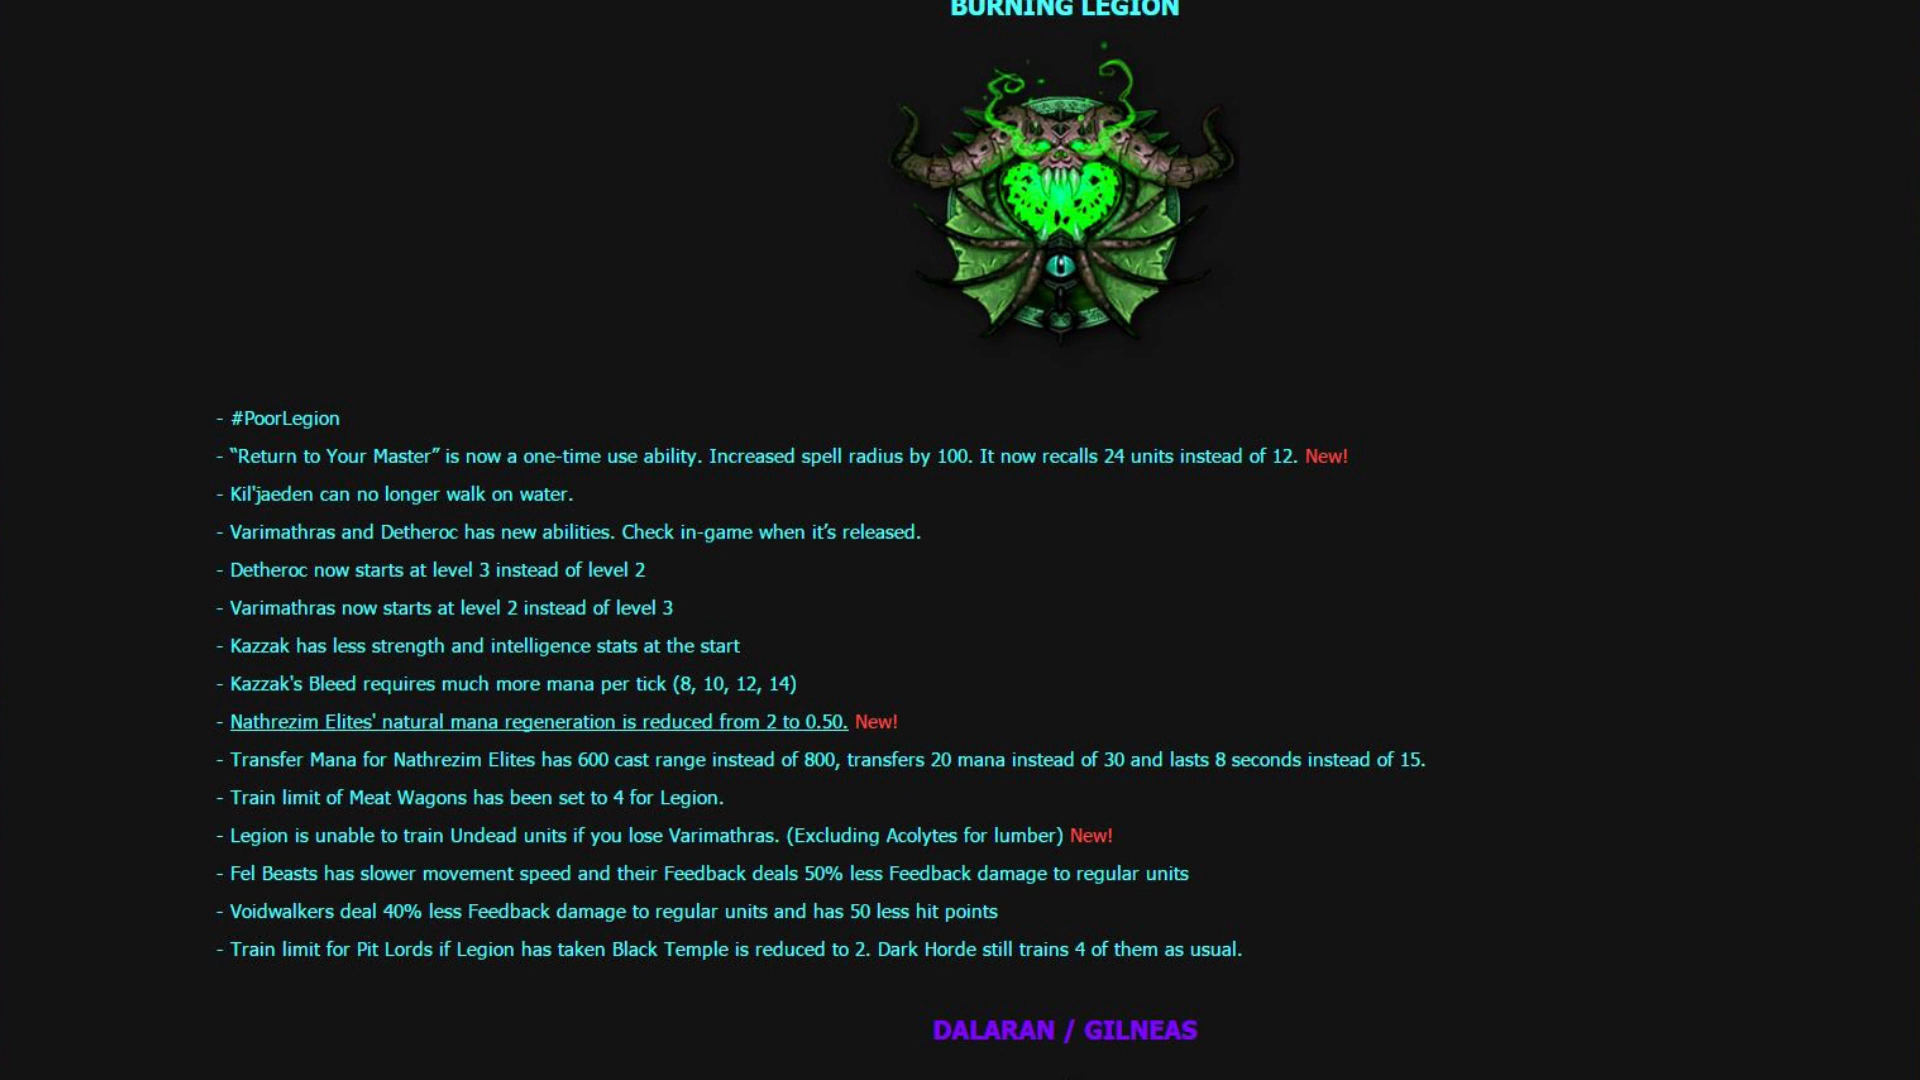 BURNING LEGION
- #PoorLegion
- “Return to Your Master” is now a one-time use ability. Increased spell radius by 100. It now recalls 24 units instead of 12. New!
- Kil'jaeden can no longer walk on water.
- Varimathras and Detheroc has new abilities. Check in-game when it’s released.
- Detheroc now starts at level 3 instead of level 2
- Varimathras now starts at level 2 instead of level 3
- Kazzak has less strength and intelligence stats at the start
- Kazzak's Bleed requires much more mana per tick (8, 10, 12, 14)
- Nathrezim Elites' natural mana regeneration is reduced from 2 to 0.50. New!
- Transfer Mana for Nathrezim Elites has 600 cast range instead of 800, transfers 20 mana instead of 30 and lasts 8 seconds instead of 15.
- Train limit of Meat Wagons has been set to 4 for Legion.
- Legion is unable to train Undead units if you lose Varimathras. (Excluding Acolytes for lumber) New!
- Fel Beasts has slower movement speed and their Feedback deals 50% less Feedback damage to regular units
- Voidwalkers deal 40% less Feedback damage to regular units and has 50 less hit points
- Train limit for Pit Lords if Legion has taken Black Temple is reduced to 2. Dark Horde still trains 4 of them as usual.
DALARAN / GILNEAS